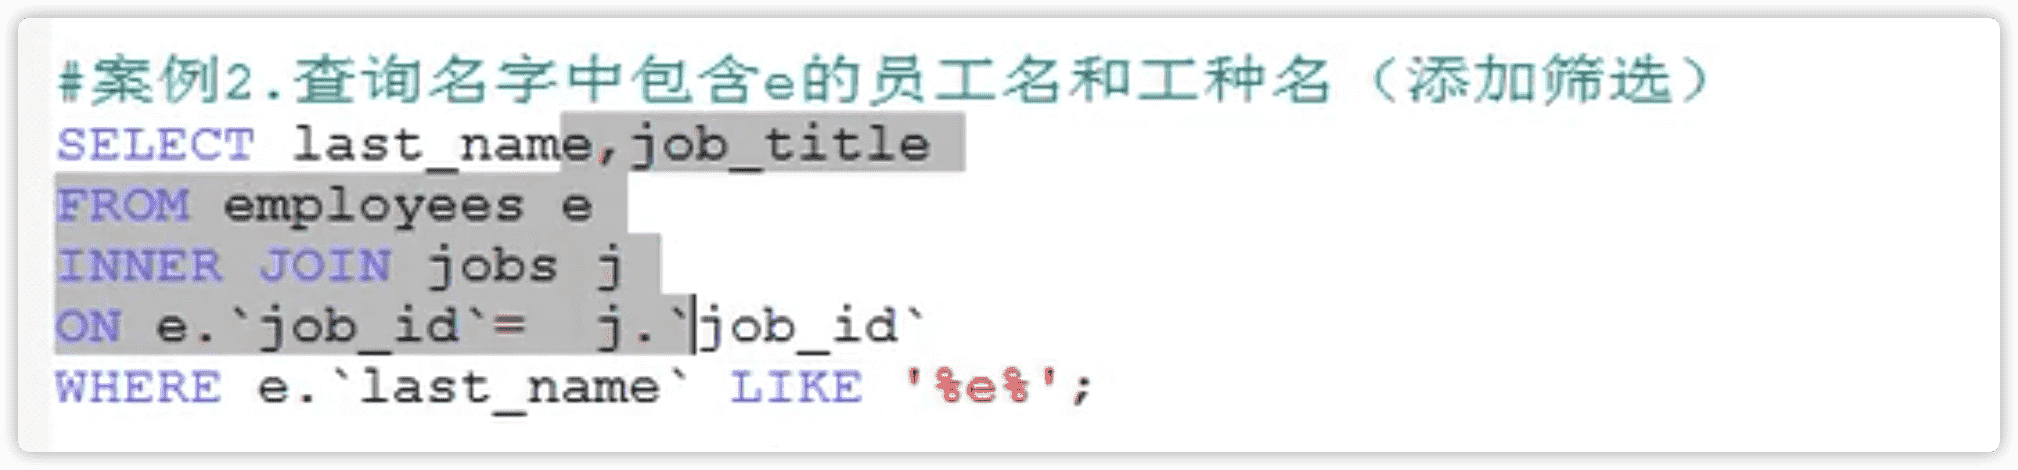 #案例2.查询名字中包含e的员工名和工种名（添加筛选）
SELECT last_name,job_title
FROM employees e
INNER JOIN jobs j
ON e.`job_id`=  j.`job_id`
WHERE e.`last_name` LIKE '%e%';